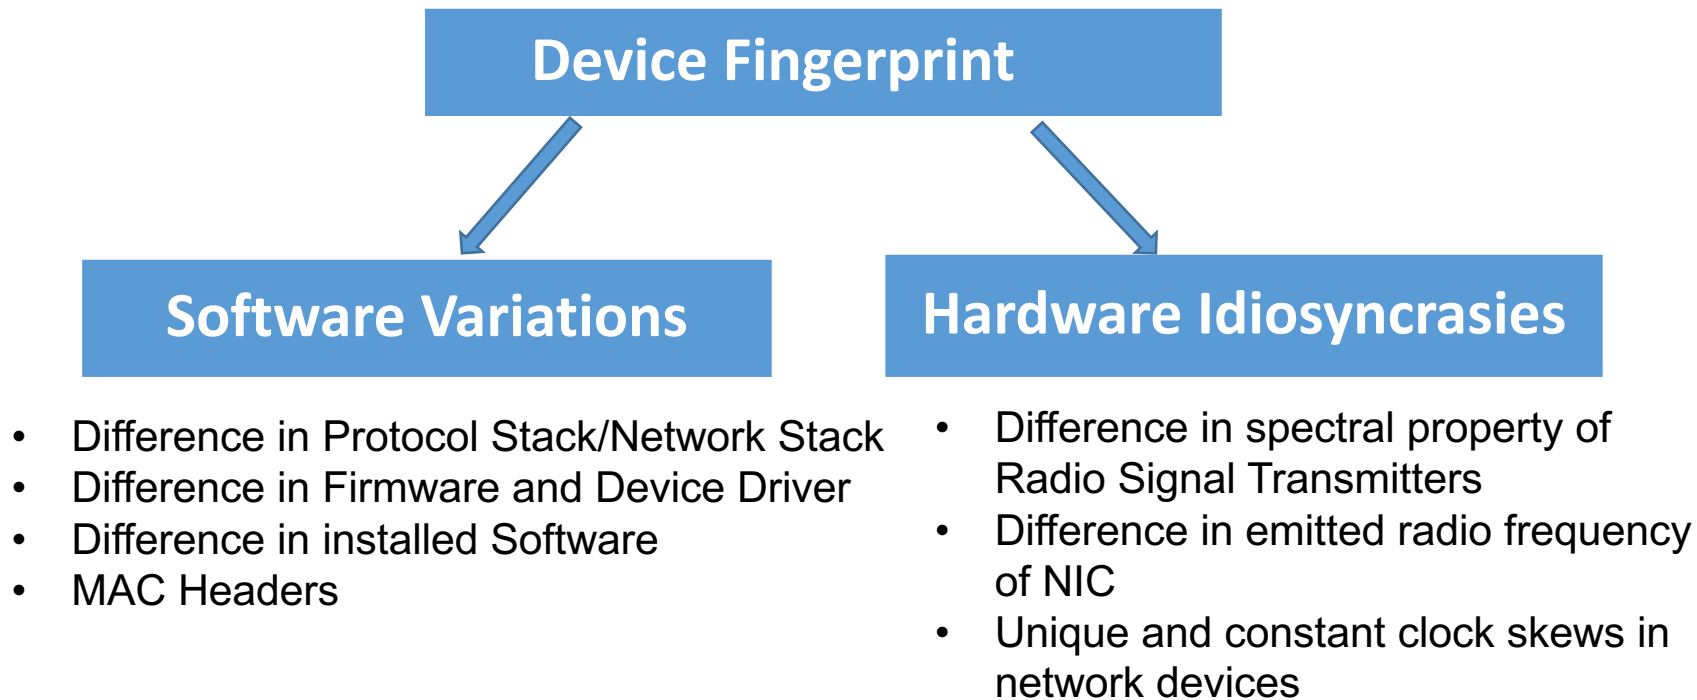 Device Fingerprint
Software Variations
• Difference in Protocol Stack/Network Stack
• Difference in Firmware and Device Driver
• Difference in installed Software
• MAC Headers
Hardware Idiosyncrasies
• Difference in spectral property of
Radio Signal Transmitters
• Difference in emitted radio frequency
of NIC
• Unique and constant clock skews in
network devices